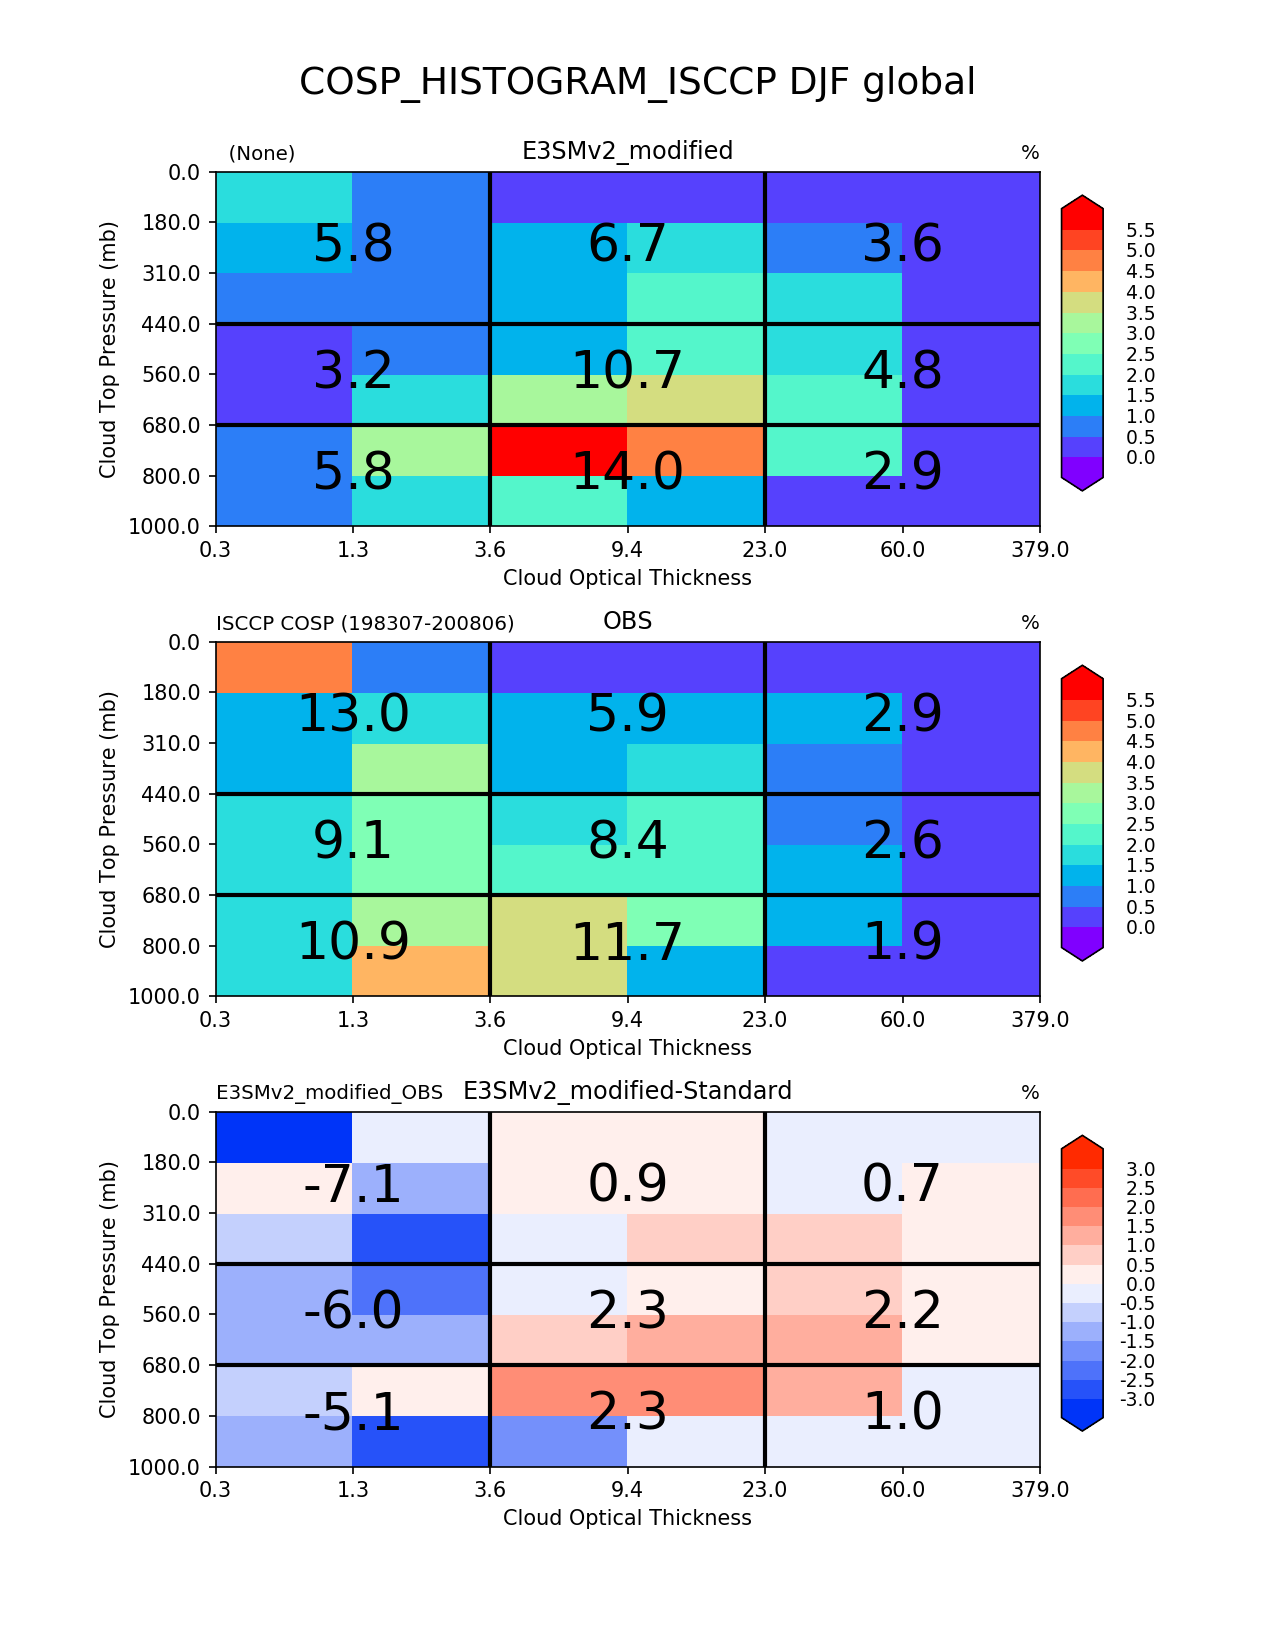 COSP_HISTOGRAM_ISCCP DJF global
(None) E3SMv2_modified %
0.0
180.0 5.8 6.7 3.6 5.5
310.0 5.0
440.0 4.5
560.0 3.2 10.7 4.8 4.0
680.0 3.5
800.0 5.8 14.0 2.9 3.0
1000.0 2.5
2.0
1.5
1.0
0.5
0.0
Cloud Top Pressure (mb)
0.3 1.3 3.6 9.4 23.0 60.0 379.0
Cloud Optical Thickness
ISCCP COSP (198307-200806) OBS %
0.0
180.0 13.0 5.9 2.9 5.5
310.0 5.0
440.0 4.5
560.0 9.1 8.4 2.6 4.0
680.0 3.5
800.0 10.9 11.7 1.9 3.0
1000.0 2.5
2.0
1.5
1.0
0.5
0.0
Cloud Top Pressure (mb)
0.3 1.3 3.6 9.4 23.0 60.0 379.0
Cloud Optical Thickness
E3SMv2_modified_OBS E3SMv2_modified-Standard %
0.0
180.0 -7.1 0.9 0.7 3.0
310.0 2.5
440.0 2.0
560.0 -6.0 2.3 2.2 1.5
680.0 1.0
800.0 -5.1 2.3 1.0 0.5
1000.0 0.0
-0.5
-1.0
-1.5
-2.0
-2.5
-3.0
Cloud Top Pressure (mb)
0.3 1.3 3.6 9.4 23.0 60.0 379.0
Cloud Optical Thickness